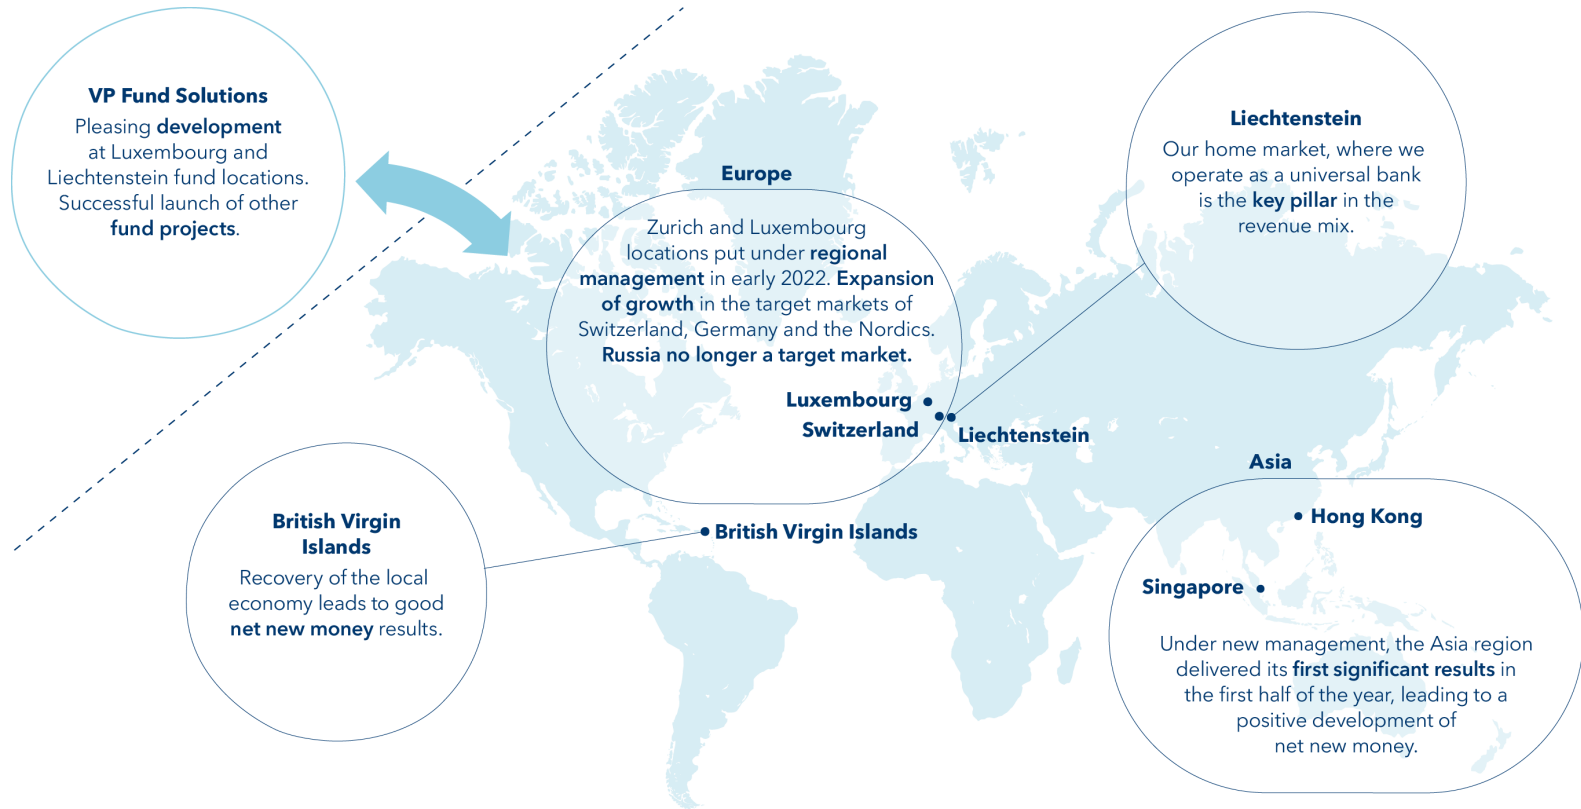 VP Fund Solutions
Pleasing development
at Luxembourg and
Liechtenstein fund locations.
Successful launch of other
fund projects.
Europe
Zurich and Luxembourg
locations put under regional
management in early 2022. Expansion
of growth in the target markets of
Switzerland, Germany and the Nordics.
Russia no longer a target market.
Luxembourg
Switzerland
Liechtenstein
Liechtenstein
Our home market, where we
operate as a universal bank
is the key pillar in the
revenue mix.
British Virgin
Islands
Recovery of the local
economy leads to good
net new money results.
British Virgin Islands
Asia
Hong Kong
Singapore
Under new management, the Asia region
delivered its first significant results in
the first half of the year, leading to a
positive development of
net new money.